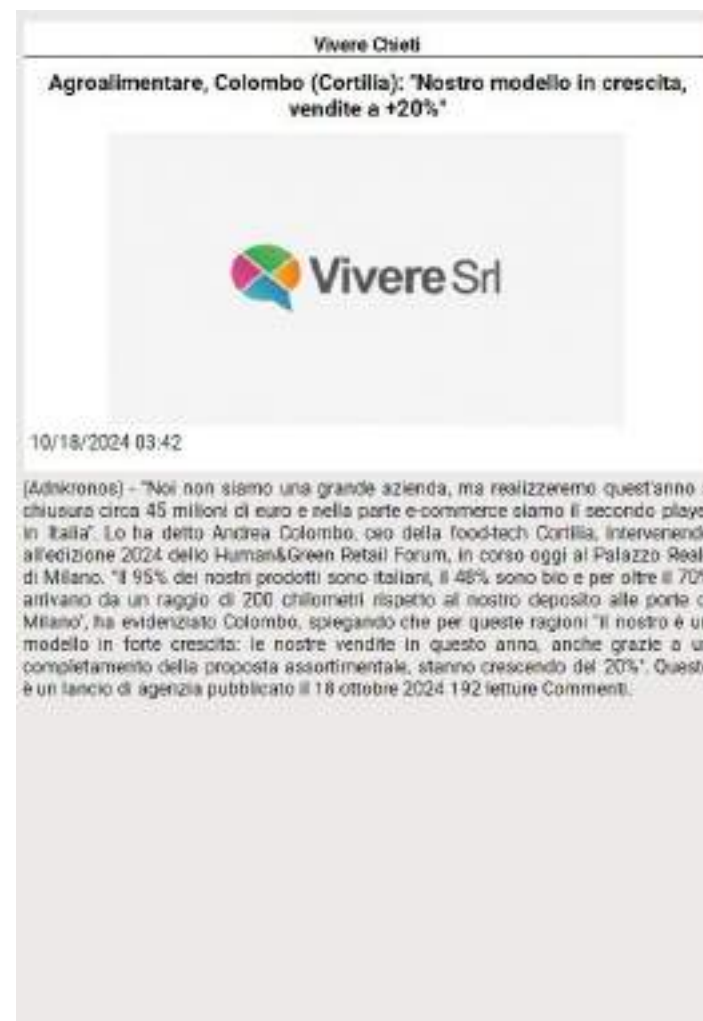 Vivere Chieti
Agroalimentare, Colombo (Cortilia): "Nostro modello in crescita,
vendite a +20%"
Vivere Srl
10/18/2024 03:42
(Adnkronos) - "Noi non siamo una grande azienda, ma realizzeremo quest'anno
chiusura circa 45 milioni di euro e nella parte e-commerce siamo il secondo playe
in Italia". Lo ha detto Andrea Colombo, ceo della food-tech Cortilia, intervenendo
all'edizione 2024 dello Human&Green Retail Forum, in corso oggi al Palazzo Real
di Milano. "Il 95% dei nostri prodotti sono italiani, il 48% sono bio e per oltre il 70%
arrivano da un raggio di 200 chilometri rispetto al nostro deposito alle porte d
Milano", ha evidenziato Colombo, spiegando che per queste ragioni "il nostro è un
modello in forte crescita: le nostre vendite in questo anno, anche grazie a un
completamento della proposta assortimentale, stanno crescendo del 20%". Questo
è un lancio di agenzia pubblicato il 18 ottobre 2024 192 letture Commenti.